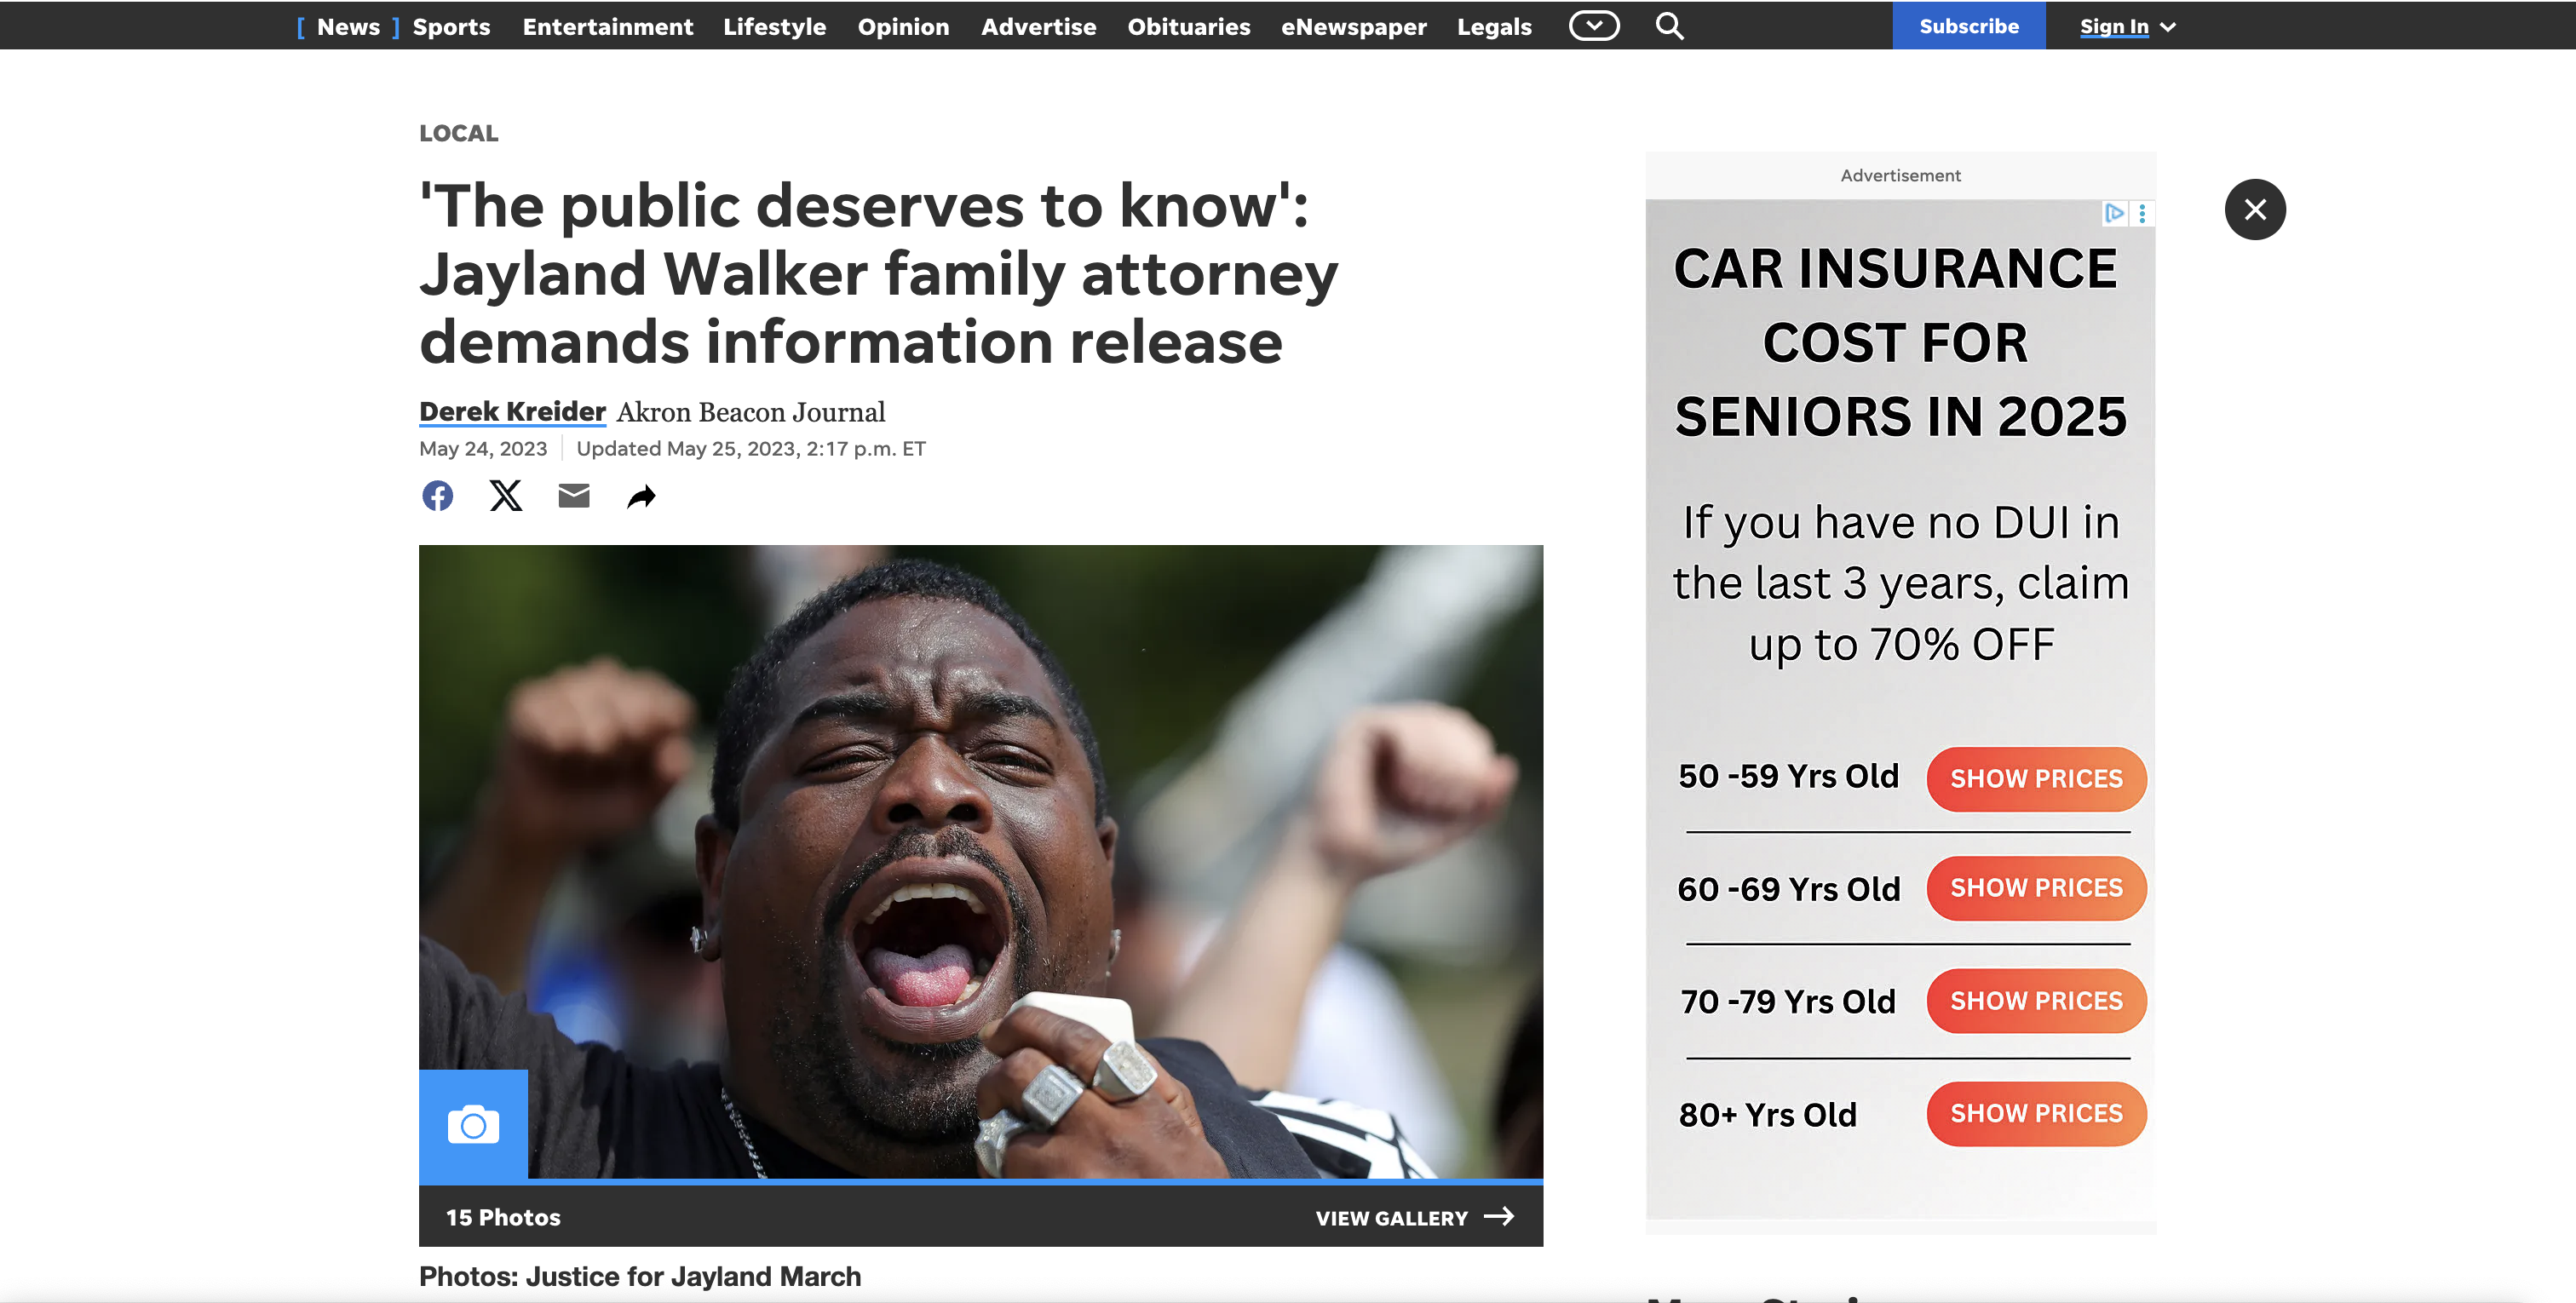 [ News ] Sports Entertainment Lifestyle Opinion Advertise Obituaries eNewspaper Legals Subscribe Sign In
LOCAL
'The public deserves to know':
Jayland Walker family attorney
demands information release
Derek Kreider Akron Beacon Journal
May 24, 2023 Updated May 25, 2023, 2:17 p.m. ET
15 Photos VIEW GALLERY
Photos: Justice for Jayland March
Advertisement
CAR INSURANCE
COST FOR
SENIORS IN 2025
If you have no DUI in
the last 3 years, claim
up to 70% OFF
50 -59 Yrs Old SHOW PRICES
60 -69 Yrs Old SHOW PRICES
70 -79 Yrs Old SHOW PRICES
80+ Yrs Old SHOW PRICES